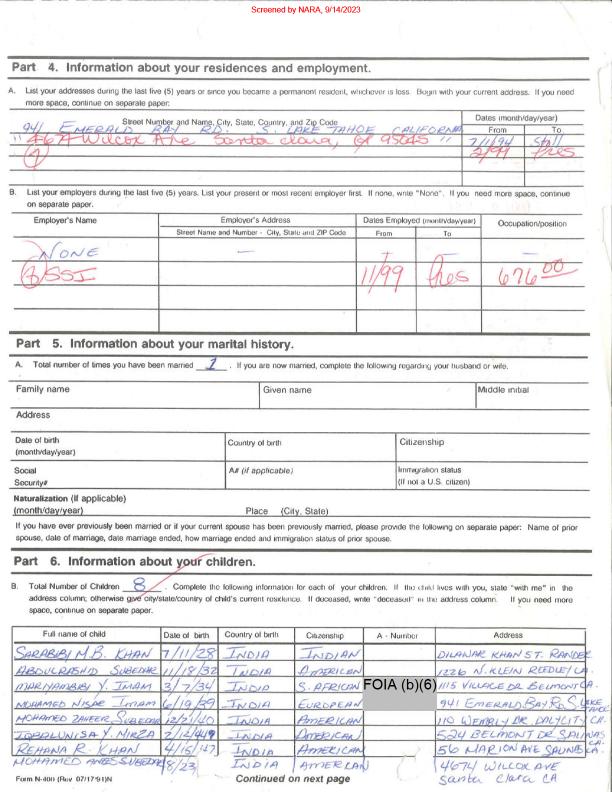 Screened by NARA, 9/14/2023
Part 4. Information about your residences and employment.
A. List your addresses during the last five (5) years or since you became a permanent resident, whichever is less. Begin with your current address. If you need
more space, continue on separate paper:
Street Number and Name, City, State, Country, and Zip Code Dates (month/day/year)
From To
941 EMERALD BAY RD. S. LAKE TAHOE CALIFORNIA 7/1/94 Still
4674 Wilcox Ave Santa Clara, 95045 2/99 Pres
B. List your employers during the last five (5) years. List your present or most recent employer first. If none, write "None". If you need more space, continue
on separate paper.
Employer's Name Employer's Address Dates Employed (month/day/year) Occupation/position
Street Name and Number - City, State and ZIP Code From To
NONE — — —
SSI 11/99 Pres 676 00
Part 5. Information about your marital history.
A. Total number of times you have been married 1 . If you are now married, complete the following regarding your husband or wife.
Family name Given name Middle initial
Address
Date of birth Country of birth Citizenship
(month/day/year)
Social A# (if applicable) Immigration status
Security# (If not a U.S. citizen)
Naturalization (If applicable)
(month/day/year) Place (City, State)
If you have ever previously been married or if your current spouse has been previously married, please provide the following on separate paper: Name of prior
spouse, date of marriage, date marriage ended, how marriage ended and immigration status of prior spouse.
Part 6. Information about your children.
B. Total Number of Children 8 . Complete the following information for each of your children. If the child lives with you, state "with me" in the
address column; otherwise give city/state/country of child's current residence. If deceased, write "deceased" in the address column. If you need more
space, continue on separate paper.
Full name of child Date of birth Country of birth Citizenship A - Number Address
SARABIBI M.B. KHAN 7/11/28 INDIA INDIAN DILAWAR KHAN ST. RANDER
ABDULRASHID SUBEDAR 11/18/32 INDIA AMERICAN 1226 N. KLEIN REEDLEY CA.
MARIYAMBIBI Y. IMAM 3/7/34 INDIA S. AFRICAN FOIA (b)(6) 1115 VILLAGE DR BELMONT CA.
MOHAMED NISAR IMAM 6/19/39 INDIA EUROPEAN 941 EMERALD BAY RD S LAKE TAHOE
MOHAMED ZAHEER SUBEDAR 12/21/40 INDIA AMERICAN 110 WEMBLY DR DALYCITY CA.
IQBALUNISA Y. MIRZA INDIA AMERICAN 524 BELMONT DR SALINAS CA.
REHANA R. KHAN 4/15/47 INDIA AMERICAN 56 MARION AVE SALINAS CA.
MOHAMED SUBEDAR 8/23/ INDIA AMERICAN 4674 WILCOX AVE
Santa Clara CA
Form N-400 (Rev 07/17/91)N Continued on next page